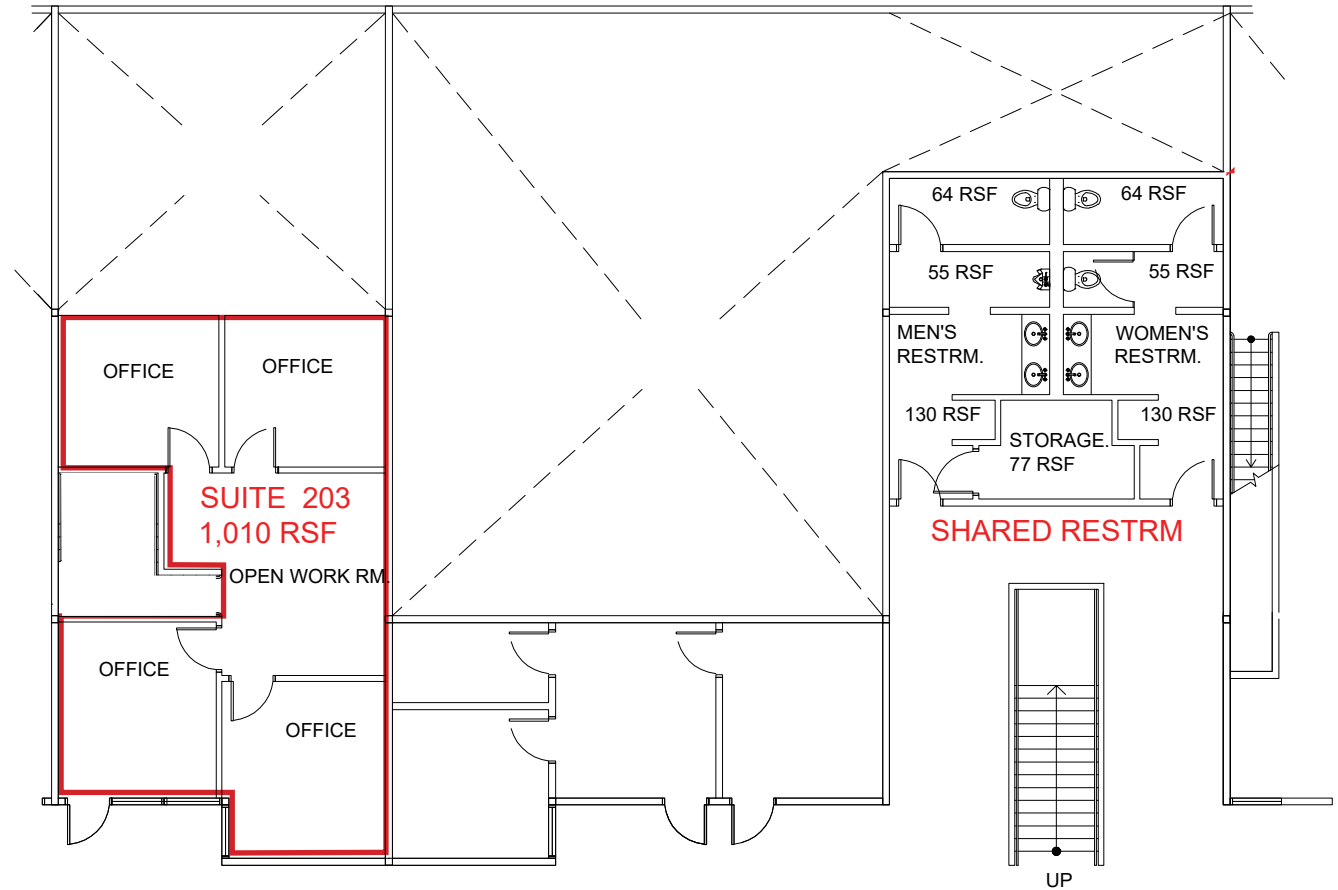 64 RSF
64 RSF
55 RSF
55 RSF
MEN'S
RESTRM.
WOMEN'S
RESTRM.
OFFICE
OFFICE
130 RSF
130 RSF
STORAGE.
77 RSF
SUITE 203
1,010 RSF
SHARED RESTRM
OPEN WORK RM.
OFFICE
OFFICE
UP